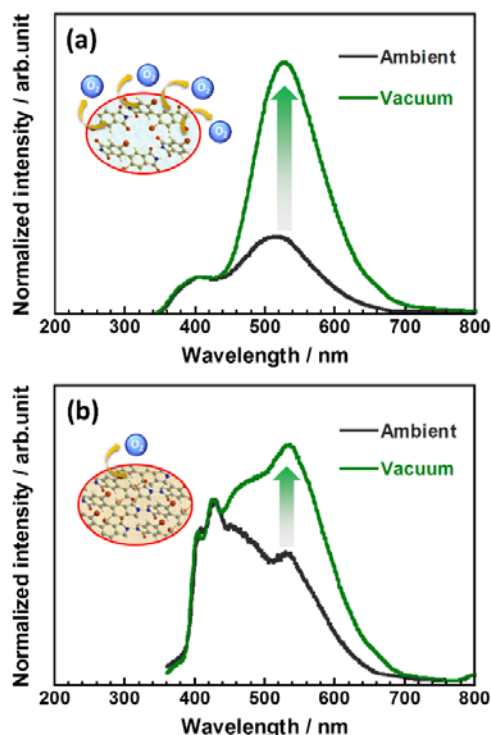 (a)
Ambient
Vacuum
O₂
O₂
O₂
O₂
Normalized intensity / arb.unit
200 300 400 500 600 700 800
Wavelength / nm
(b)
Ambient
Vacuum
Normalized intensity / arb.unit
200 300 400 500 600 700 800
Wavelength / nm